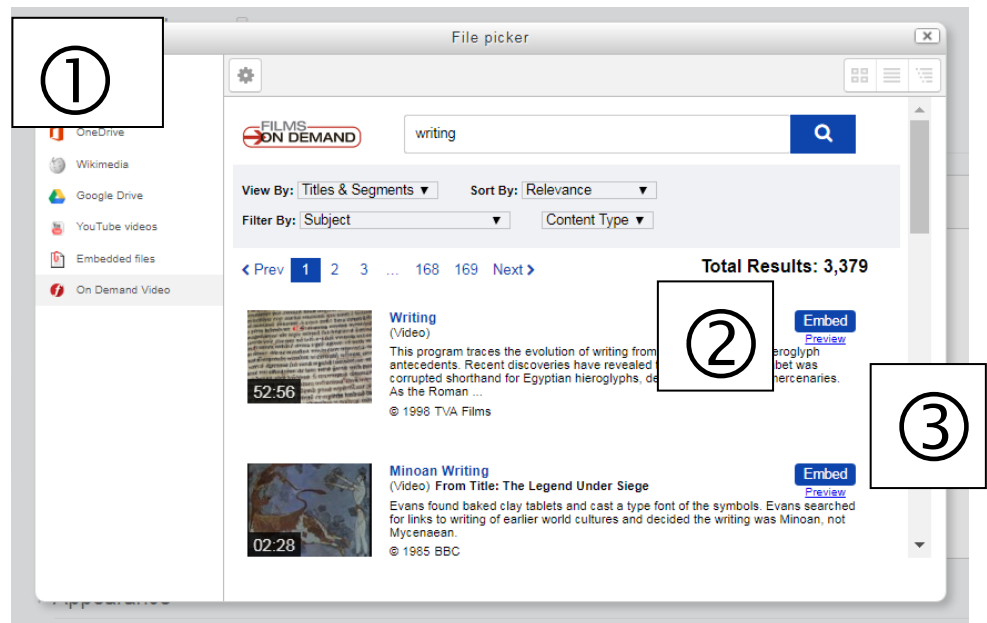 ①
File picker
OneDrive
Wikimedia
Google Drive
YouTube videos
Embedded files
On Demand Video
FILMS
ON DEMAND
writing
View By: Titles & Segments ▼ Sort By: Relevance ▼
Filter By: Subject ▼ Content Type ▼
Prev 1 2 3 ... 168 169 Next
Total Results: 3,379
②
③
52:56
Writing
(Video)
This program traces the evolution of writing from
antecedents. Recent discoveries have revealed
corrupted shorthand for Egyptian hieroglyphs, mercenaries.
As the Roman ...
© 1998 TVA Films
Embed
Preview
02:28
Minoan Writing
(Video) From Title: The Legend Under Siege
Evans found baked clay tablets and cast a type font of the symbols. Evans searched
for links to writing of earlier world cultures and decided the writing was Minoan, not
Mycenaean.
© 1985 BBC
Embed
Preview
Appearance